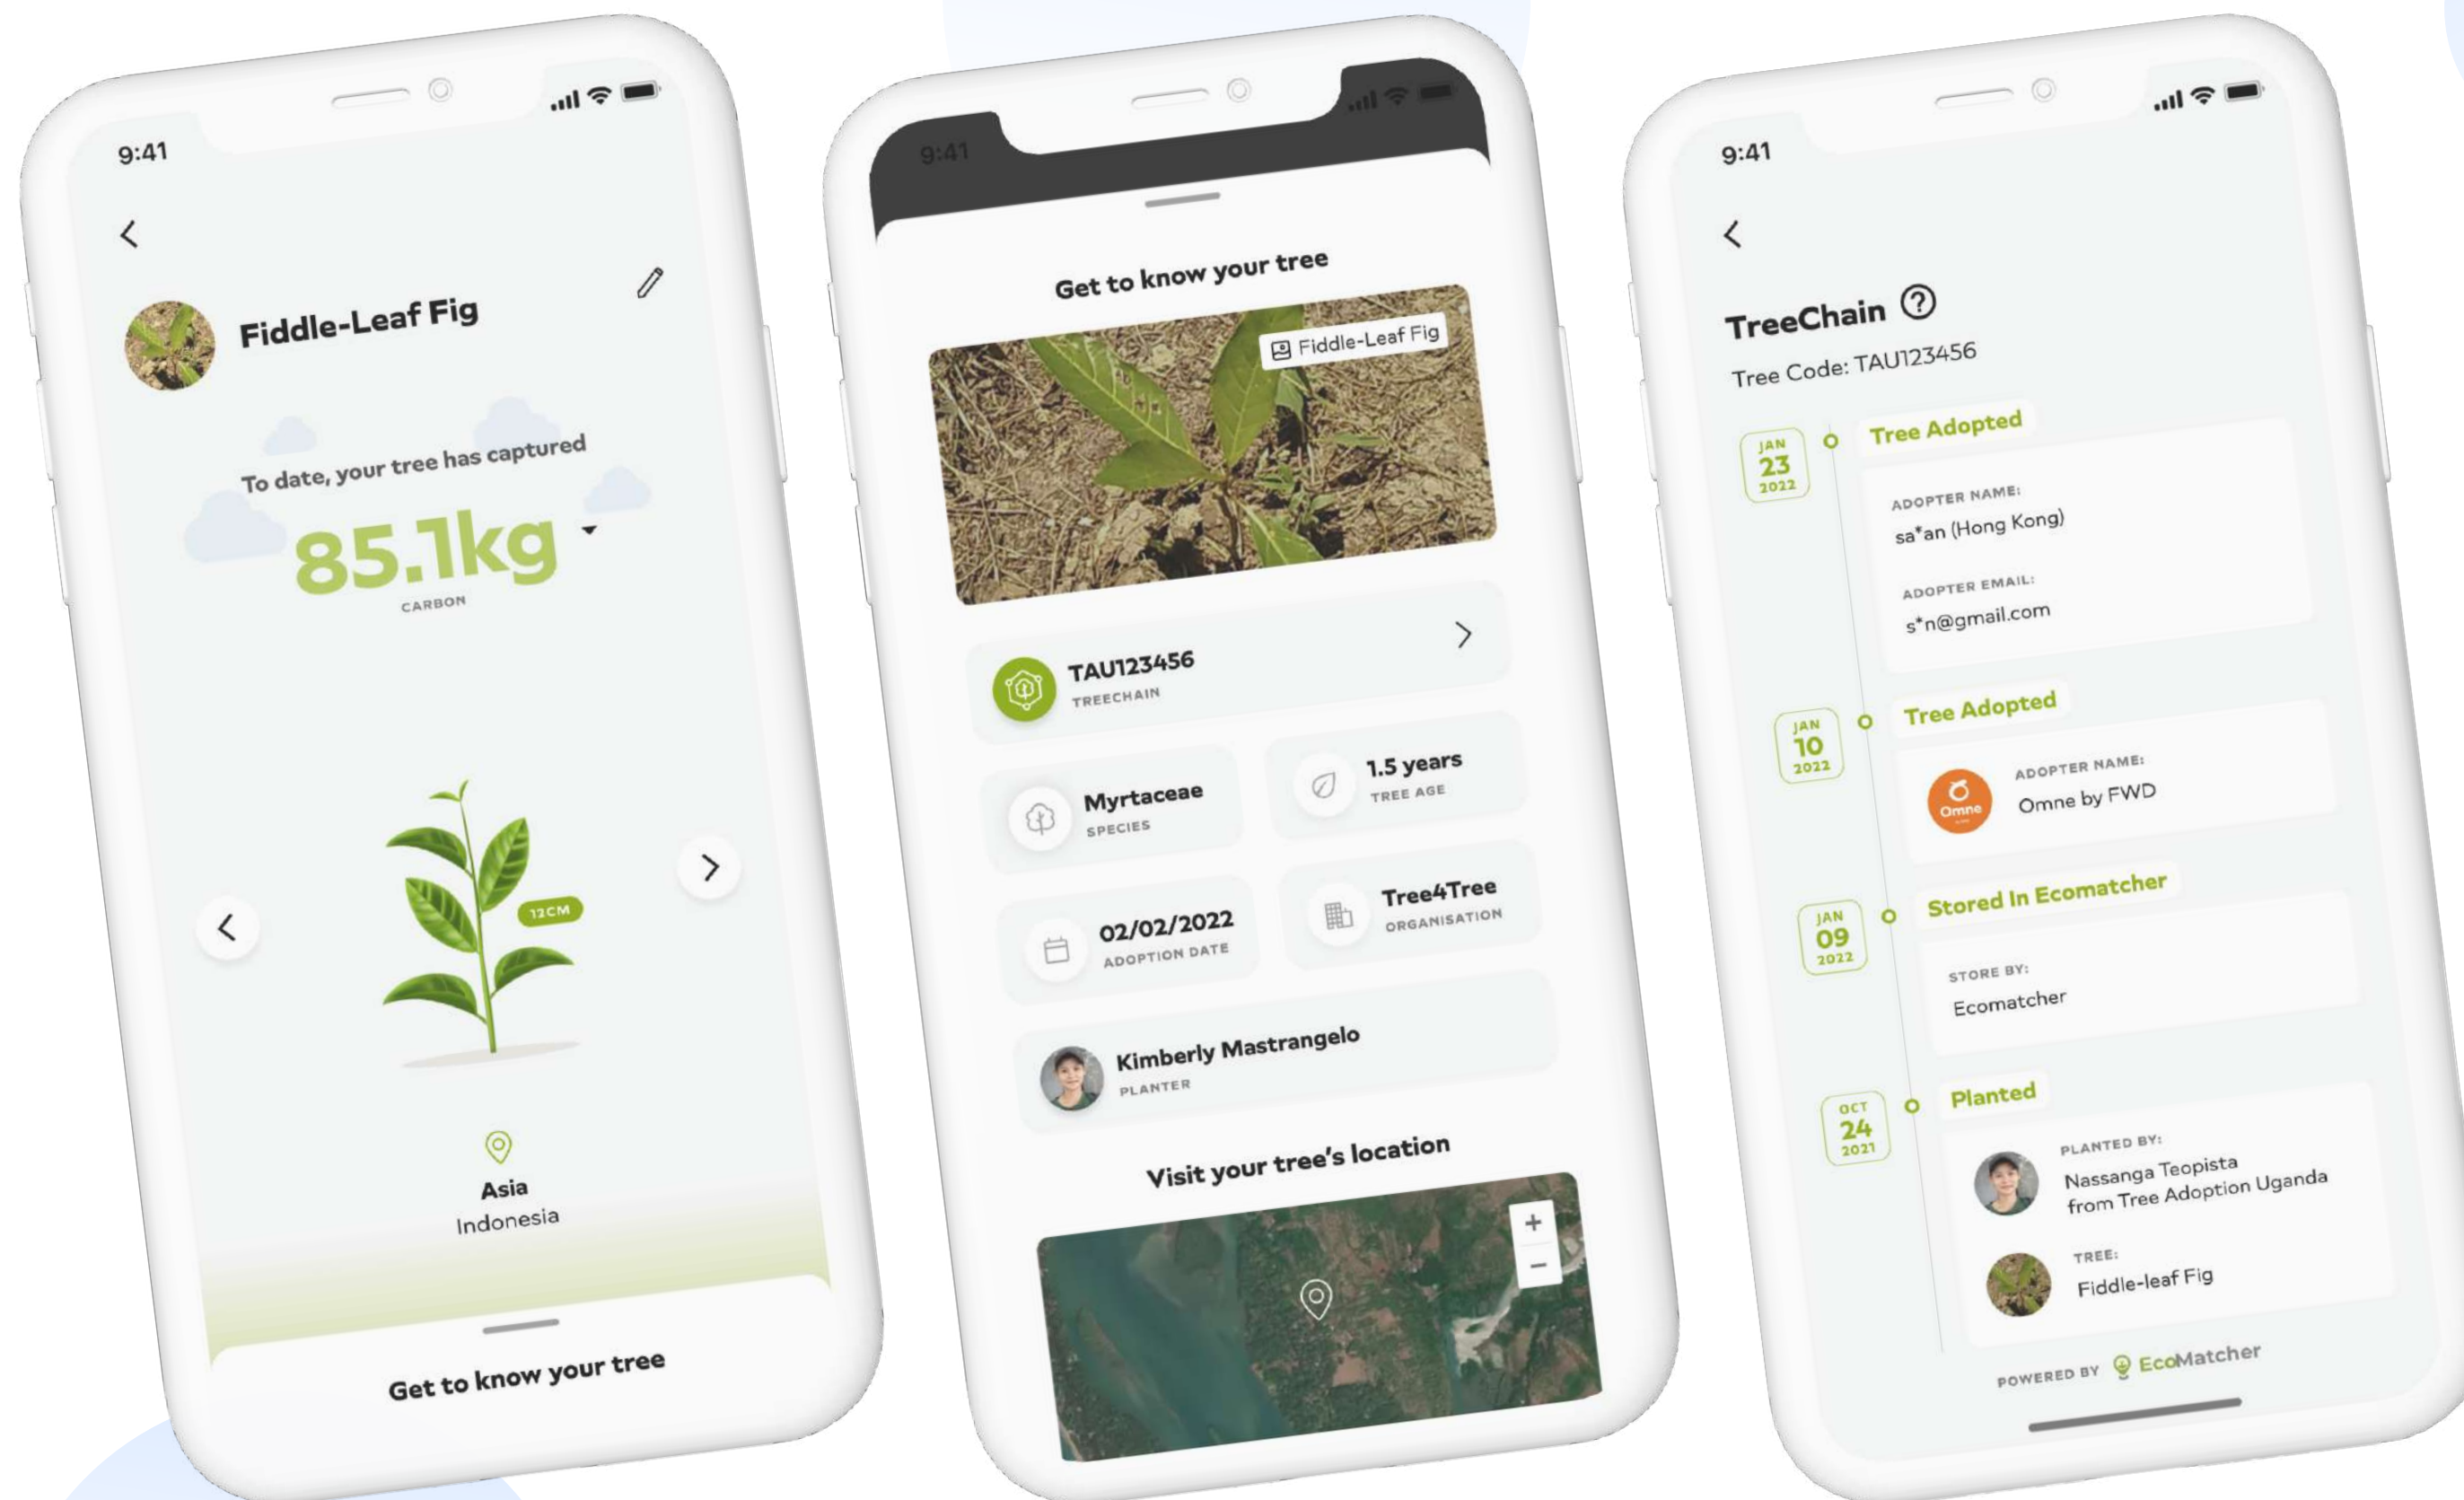 9:41
Fiddle-Leaf Fig
To date, your tree has captured
85.1kg
CARBON
12CM
Asia
Indonesia
Get to know your tree
9:41
Get to know your tree
Fiddle-Leaf Fig
TAU123456
TREECHAIN
Myrtaceae
SPECIES
1.5 years
TREE AGE
02/02/2022
ADOPTION DATE
Tree4Tree
ORGANISATION
Kimberly Mastrangelo
PLANTER
Visit your tree's location
9:41
TreeChain
Tree Code: TAU123456
JAN
23
2022
Tree Adopted
ADOPTER NAME:
sa*an (Hong Kong)
ADOPTER EMAIL:
s*n@gmail.com
JAN
10
2022
Tree Adopted
Omne
ADOPTER NAME:
Omne by FWD
JAN
09
2022
Stored In Ecomatcher
STORE BY:
Ecomatcher
OCT
24
2021
Planted
PLANTED BY:
Nassanga Teopista
from Tree Adoption Uganda
TREE:
Fiddle-leaf Fig
POWERED BY EcoMatcher